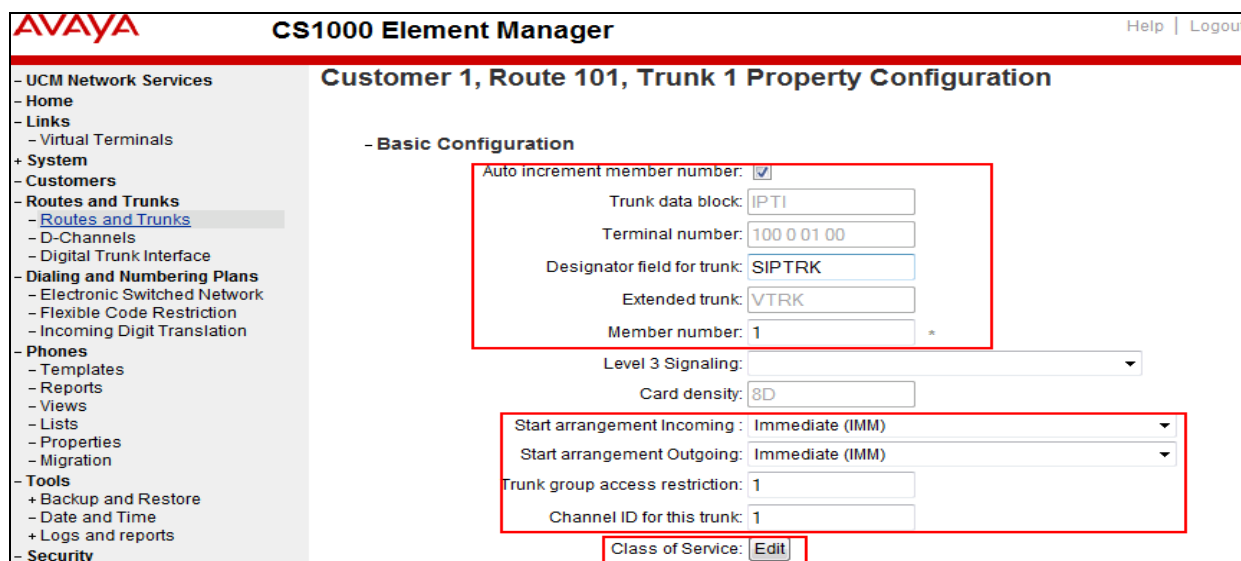 AVAYA
CS1000 Element Manager
Help | Logout
- UCM Network Services
- Home
- Links
- Virtual Terminals
+ System
- Customers
- Routes and Trunks
- Routes and Trunks
- D-Channels
- Digital Trunk Interface
- Dialing and Numbering Plans
- Electronic Switched Network
- Flexible Code Restriction
- Incoming Digit Translation
- Phones
- Templates
- Reports
- Views
- Lists
- Properties
- Migration
- Tools
+ Backup and Restore
- Date and Time
+ Logs and reports
- Security
Customer 1, Route 101, Trunk 1 Property Configuration
- Basic Configuration
Auto increment member number:
Trunk data block: IPTI
Terminal number: 100 0 01 00
Designator field for trunk: SIPTRK
Extended trunk: VTRK
Member number: 1 *
Level 3 Signaling:
Card density: 8D
Start arrangement Incoming : Immediate (IMM)
Start arrangement Outgoing: Immediate (IMM)
Trunk group access restriction: 1
Channel ID for this trunk: 1
Class of Service: Edit